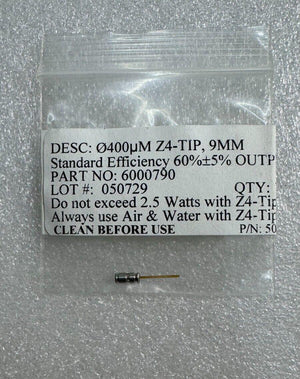 DESC: Ø400µM Z4-TIP, 9MM
Standard Efficiency 60%±5% OUTP
PART NO: 6000790
LOT #: 050729 QTY:
Do not exceed 2.5 Watts with Z4-Tip
Always use Air & Water with Z4-Tip
CLEAN BEFORE USE P/N: 50